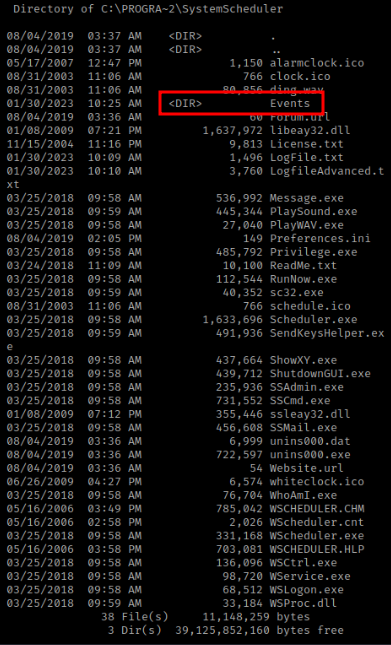 Directory of C:\PROGRA~2\SystemScheduler
08/04/2019 03:37 AM <DIR> .
08/04/2019 03:37 AM <DIR> ..
05/17/2007 12:47 PM 1,150 alarmclock.ico
08/31/2003 11:06 AM 766 clock.ico
08/31/2003 11:06 AM 80,856 ding.wav
01/30/2023 10:25 AM <DIR> Events
08/04/2019 03:36 AM 60 Forum.url
01/08/2009 07:21 PM 1,637,972 libeay32.dll
11/15/2004 11:16 PM 9,813 License.txt
01/30/2023 10:09 AM 1,496 LogFile.txt
01/30/2023 10:10 AM 3,760 LogfileAdvanced.t
xt
03/25/2018 09:58 AM 536,992 Message.exe
03/25/2018 09:59 AM 445,344 PlaySound.exe
03/25/2018 09:58 AM 27,040 PlayWAV.exe
08/04/2019 02:05 PM 149 Preferences.ini
03/25/2018 09:58 AM 485,792 Privilege.exe
03/24/2018 11:09 AM 10,100 ReadMe.txt
03/25/2018 09:58 AM 112,544 RunNow.exe
03/25/2018 09:59 AM 40,352 sc32.exe
08/31/2003 11:06 AM 766 schedule.ico
03/25/2018 09:58 AM 1,633,696 Scheduler.exe
03/25/2018 09:59 AM 491,936 SendKeysHelper.ex
e
03/25/2018 09:58 AM 437,664 ShowXY.exe
03/25/2018 09:58 AM 439,712 ShutdownGUI.exe
03/25/2018 09:58 AM 235,936 SSAdmin.exe
03/25/2018 09:58 AM 731,552 SSCmd.exe
01/08/2009 07:12 PM 355,446 ssleay32.dll
03/25/2018 09:58 AM 456,608 SSMail.exe
08/04/2019 03:36 AM 6,999 unins000.dat
08/04/2019 03:36 AM 722,597 unins000.exe
08/04/2019 03:36 AM 54 Website.url
06/26/2009 04:27 PM 6,574 whiteclock.ico
03/25/2018 09:58 AM 76,704 WhoAmI.exe
05/16/2006 03:49 PM 785,042 WSCHEDULER.CHM
05/16/2006 02:58 PM 2,026 WScheduler.cnt
03/25/2018 09:58 AM 331,168 WScheduler.exe
05/16/2006 03:58 PM 703,081 WSCHEDULER.HLP
03/25/2018 09:58 AM 136,096 WSCtrl.exe
03/25/2018 09:58 AM 98,720 WService.exe
03/25/2018 09:58 AM 68,512 WSLogon.exe
03/25/2018 09:59 AM 33,184 WSProc.dll
38 File(s) 11,148,259 bytes
3 Dir(s) 39,125,852,160 bytes free